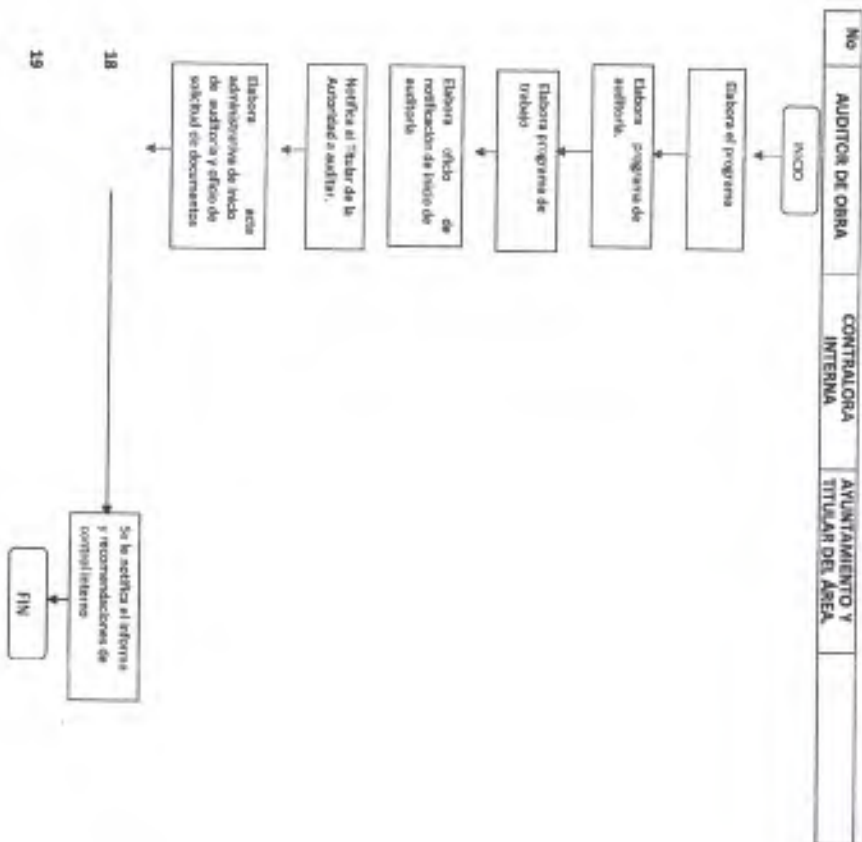 No
AUDITOR DE OBRA
CONTRALORA
INTERNA
AYUNTAMIENTO Y
TITULAR DEL ÁREA
INICIO
Elabora el programa
Elabora programa de
auditoría.
Elabora programa de
trabajo
Elabora oficio de
notificación de inicio de
auditoría
Notifica al Titular de la
Autoridad a auditar.
Elabora acta
administrativa de inicio
de auditoría y oficio de
solicitud de documentos
18
Se le notifica el informe
y recomendaciones de
control interno
19
FIN